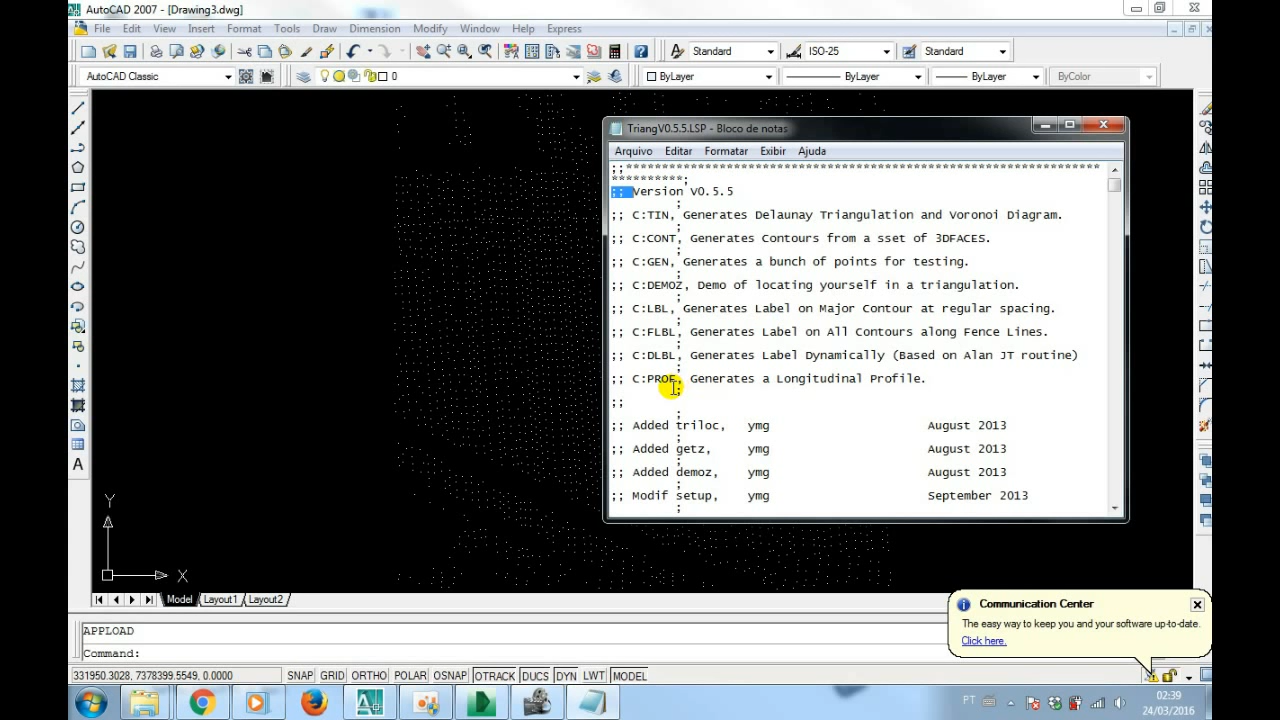 AutoCAD 2007 - [Drawing3.dwg]
File Edit View Insert Format Tools Draw Dimension Modify Window Help Express
Standard ISO-25 Standard
AutoCAD Classic 0 ByLayer ByLayer ByLayer ByColor
TriangV0.5.5.LSP - Bloco de notas
Arquivo Editar Formatar Exibir Ajuda
;;******************************************************************
**********;
;; Version v0.5.5
;
;; C:TIN, Generates Delaunay Triangulation and Voronoi Diagram.
;
;; C:CONT, Generates Contours from a sset of 3DFACES.
;
;; C:GEN, Generates a bunch of points for testing.
;
;; C:DEMOZ, Demo of locating yourself in a triangulation.
;
;; C:LBL, Generates Label on Major Contour at regular spacing.
;
;; C:FLBL, Generates Label on All Contours along Fence Lines.
;
;; C:DLBL, Generates Label Dynamically (Based on Alan JT routine)
;
;; C:PROF, Generates a Longitudinal Profile.
;
;;
;
;; Added triloc, ymg August 2013
;
;; Added getz, ymg August 2013
;
;; Added demoz, ymg August 2013
;
;; Modif setup, ymg September 2013
;
Y
X
Model Layout1 Layout2
APPLOAD
Command:
Communication Center
The easy way to keep you and your software up-to-date.
Click here.
331950.3028, 7378399.5549, 0.0000 SNAP GRID ORTHO POLAR OSNAP OTRACK DUCS DYN LWT MODEL
PT 02:39
24/03/2016